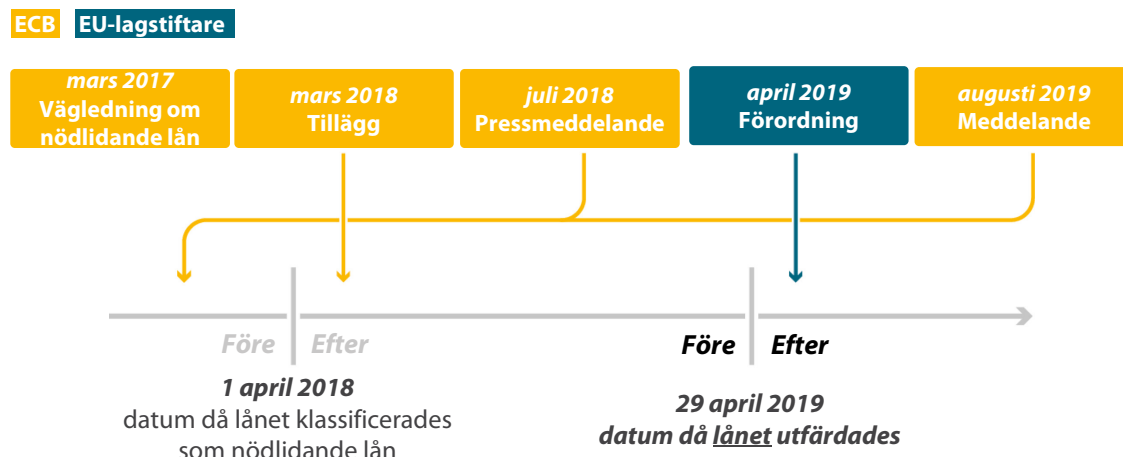 ECB EU-lagstiftare
mars 2017
Vägledning om
nödlidande lån
mars 2018
Tillägg
juli 2018
Pressmeddelande
april 2019
Förordning
augusti 2019
Meddelande
Före Efter
1 april 2018
datum då lånet klassificerades
som nödlidande lån
Före Efter
29 april 2019
datum då lånet utfärdades